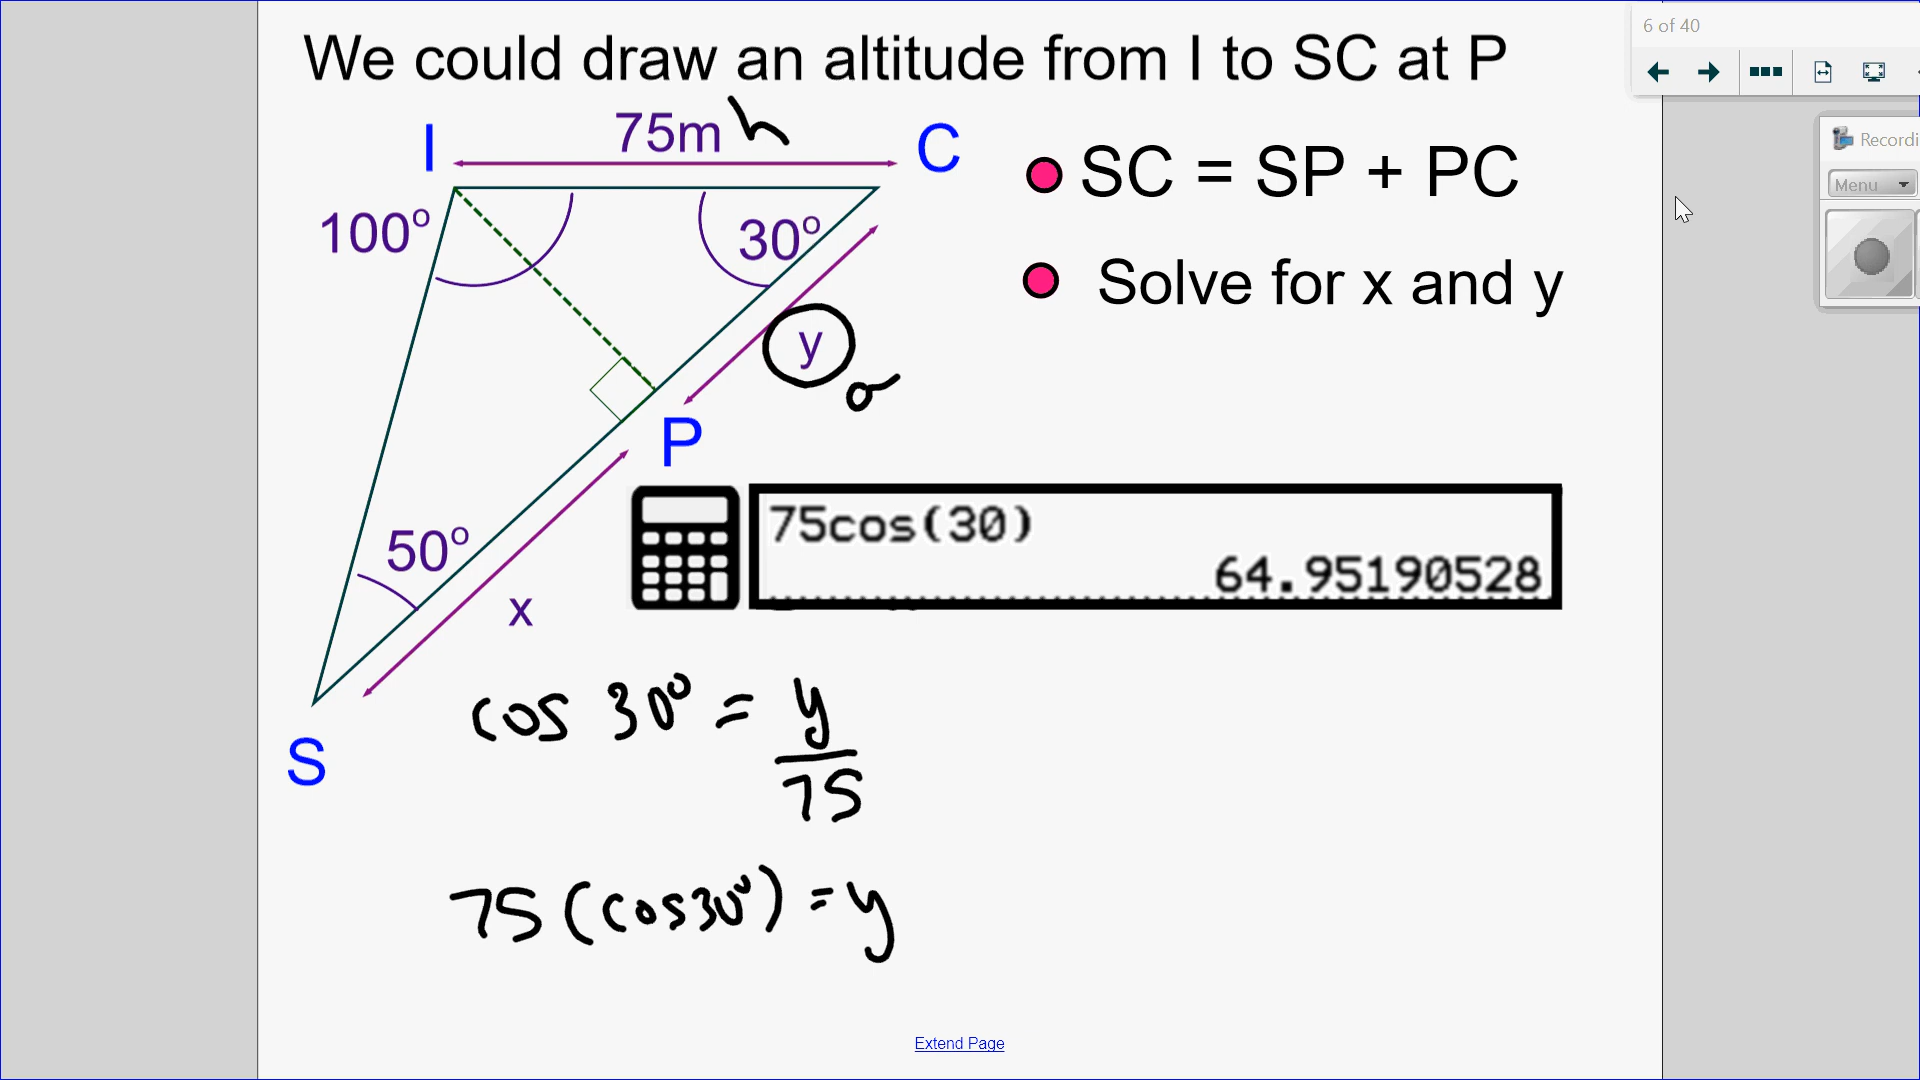 We could draw an altitude from I to SC at P
6 of 40
I
75m h
C
SC = SP + PC
Recordi
Menu
100°
30°
Solve for x and y
y
a
P
50°
x
75cos(30)
64.95190528
S
cos 30° = y
75
75(cos30°) = y
Extend Page